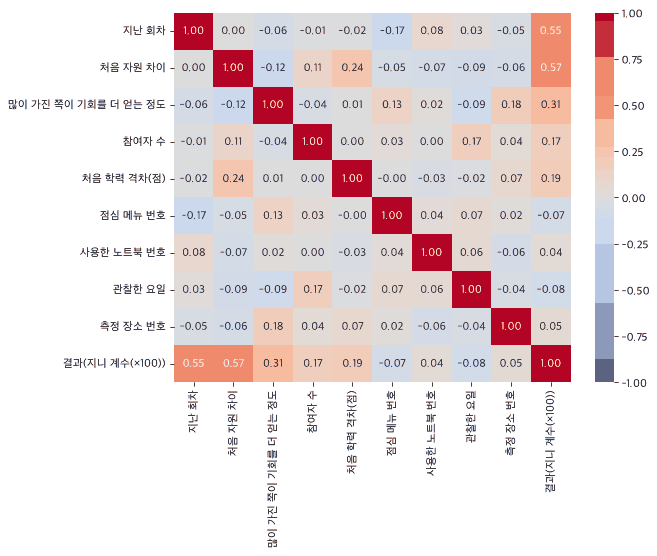 지난 회차 1.00 0.00 -0.06 -0.01 -0.02 -0.17 0.08 0.03 -0.05 0.55
처음 자원 차이 0.00 1.00 -0.12 0.11 0.24 -0.05 -0.07 -0.09 -0.06 0.57
많이 가진 쪽이 기회를 더 얻는 정도 -0.06 -0.12 1.00 -0.04 0.01 0.13 0.02 -0.09 0.18 0.31
참여자 수 -0.01 0.11 -0.04 1.00 0.00 0.03 0.00 0.17 0.04 0.17
처음 학력 격차(점) -0.02 0.24 0.01 0.00 1.00 -0.00 -0.03 -0.02 0.07 0.19
점심 메뉴 번호 -0.17 -0.05 0.13 0.03 -0.00 1.00 0.04 0.07 0.02 -0.07
사용한 노트북 번호 0.08 -0.07 0.02 0.00 -0.03 0.04 1.00 0.06 -0.06 0.04
관찰한 요일 0.03 -0.09 -0.09 0.17 -0.02 0.07 0.06 1.00 -0.04 -0.08
측정 장소 번호 -0.05 -0.06 0.18 0.04 0.07 0.02 -0.06 -0.04 1.00 0.05
결과(지니 계수(×100)) 0.55 0.57 0.31 0.17 0.19 -0.07 0.04 -0.08 0.05 1.00
지난 회차
처음 자원 차이
많이 가진 쪽이 기회를 더 얻는 정도
참여자 수
처음 학력 격차(점)
점심 메뉴 번호
사용한 노트북 번호
관찰한 요일
측정 장소 번호
결과(지니 계수(×100))
1.00
0.75
0.50
0.25
0.00
-0.25
-0.50
-0.75
-1.00